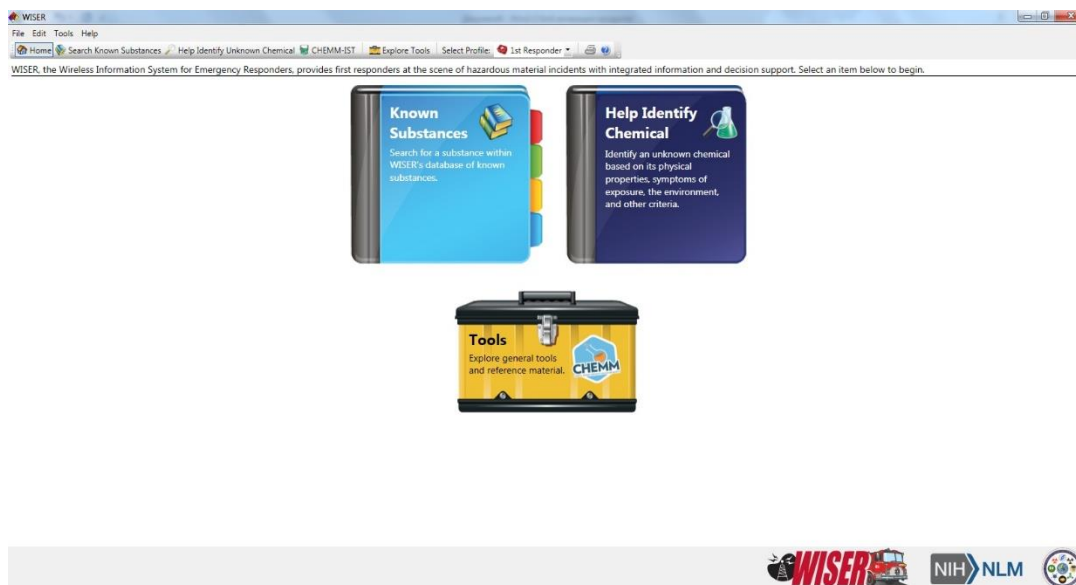 WISER
File Edit Tools Help
Home Search Known Substances Help Identify Unknown Chemical CHEMM-IST Explore Tools Select Profile: 1st Responder
WISER, the Wireless Information System for Emergency Responders, provides first responders at the scene of hazardous material incidents with integrated information and decision support. Select an item below to begin.
Known
Substances
Search for a substance within
WISER's database of known
substances.
Help Identify
Chemical
Identify an unknown chemical
based on its physical
properties, symptoms of
exposure, the environment,
and other criteria.
Tools
Explore general tools
and reference material.
CHEMM
WISER
NIH NLM